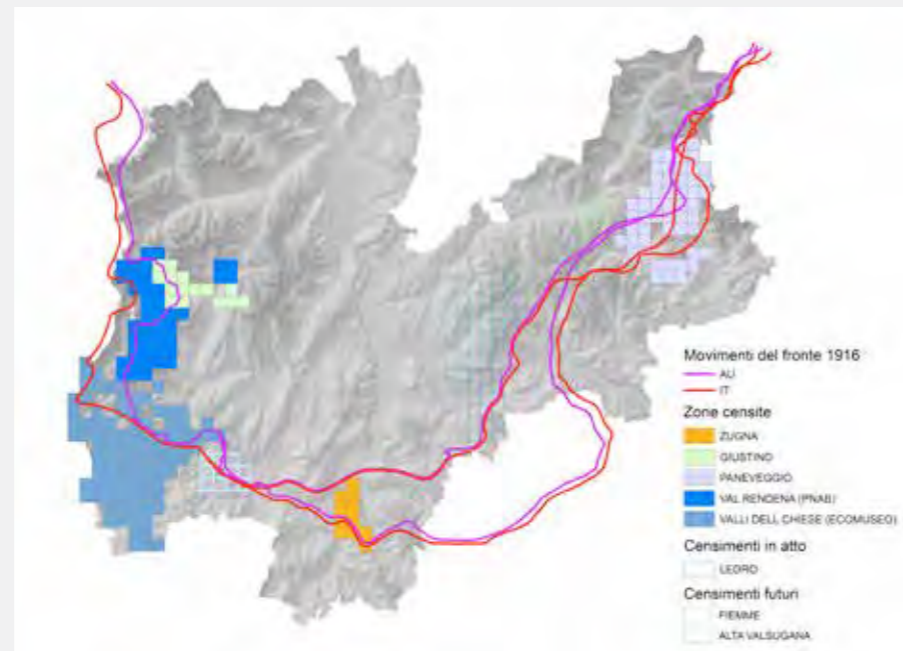 Movimenti del fronte 1916
AU
IT
Zone censite
ZUGNA
GIUSTINO
PANEVEGGIO
VAL RENDENA (PNAB)
VALLI DELL CHIESE (ECOMUSEO)
Censimenti in atto
LEDRO
Censimenti futuri
FIEMME
ALTA VALSUGANA